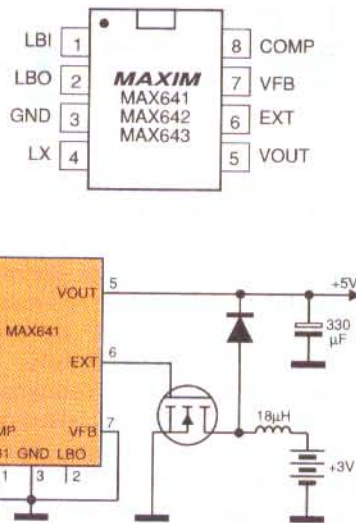 LBI 1
LBO 2
GND 3
LX 4
MAXIM
MAX641
MAX642
MAX643
8 COMP
7 VFB
6 EXT
5 VOUT
VOUT 5
+5V
MAX641
330
µF
EXT 6
MP VFB 7
GND LBO
1 3 2
18µH
+3V